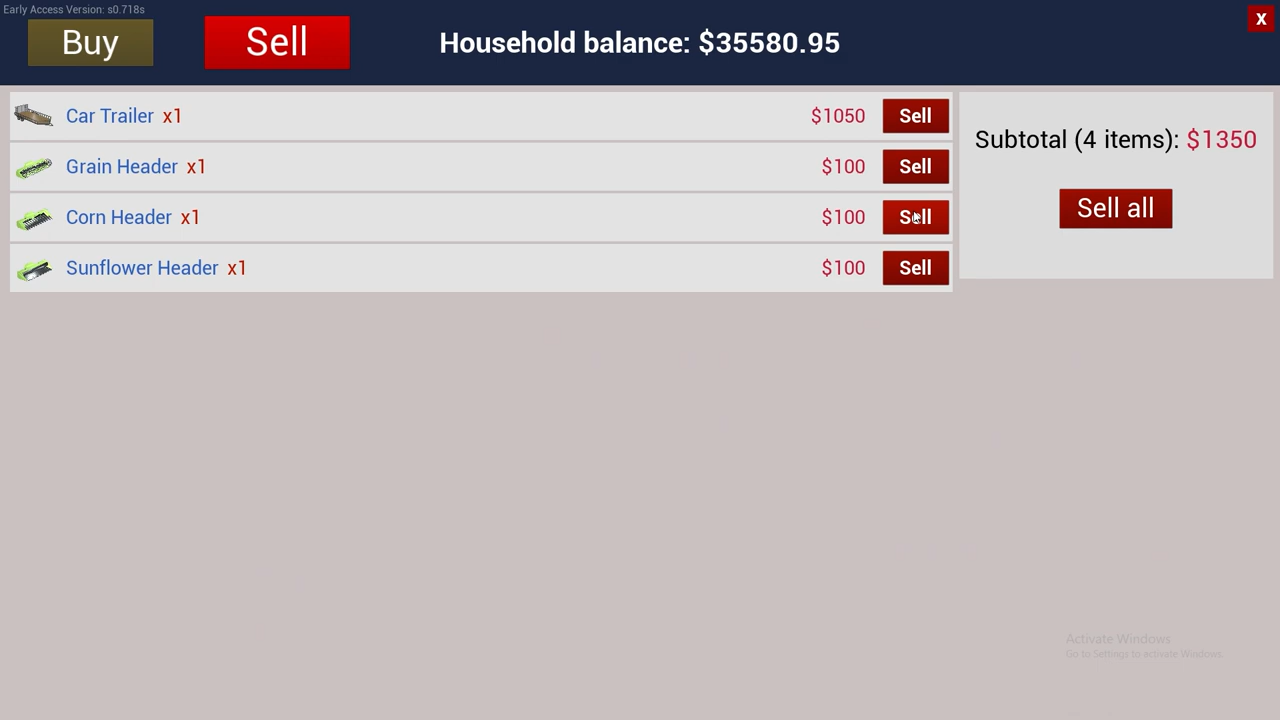 Early Access Version: s0.718s
Buy
Sell
Household balance: $35580.95
x
Car Trailer x1 $1050 Sell
Grain Header x1 $100 Sell
Corn Header x1 $100 Sell
Sunflower Header x1 $100 Sell
Subtotal (4 items): $1350
Sell all
Activate Windows
Go to Settings to activate Windows.